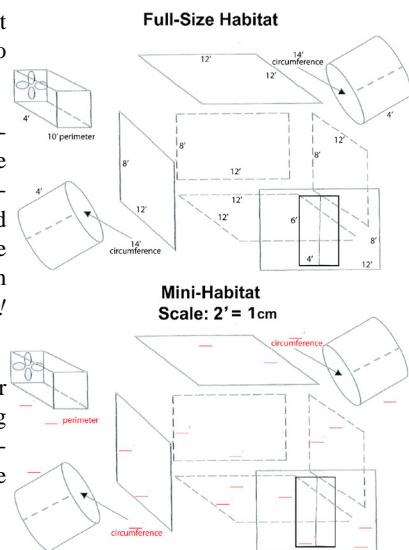 t
o
Full-Size Habitat
12'
12'
14'
circumference
4'
4'
10' perimeter
-
e
-
d
e
n
!
8'
12'
8'
12'
8'
12'
12'
12'
6'
4'
8'
12'
4'
14'
circumference
Mini-Habitat
Scale: 2' = 1cm
circumference
perimeter
r
g
-
e
circumference